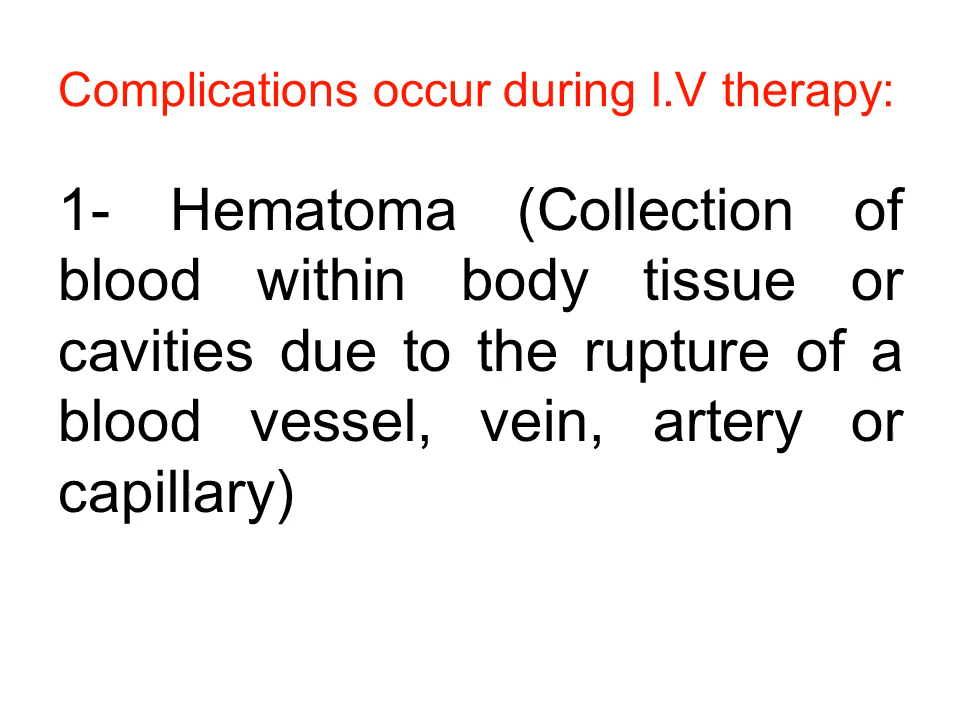 Complications occur during I.V therapy:
1- Hematoma (Collection of
blood within body tissue or
cavities due to the rupture of a
blood vessel, vein, artery or
capillary)